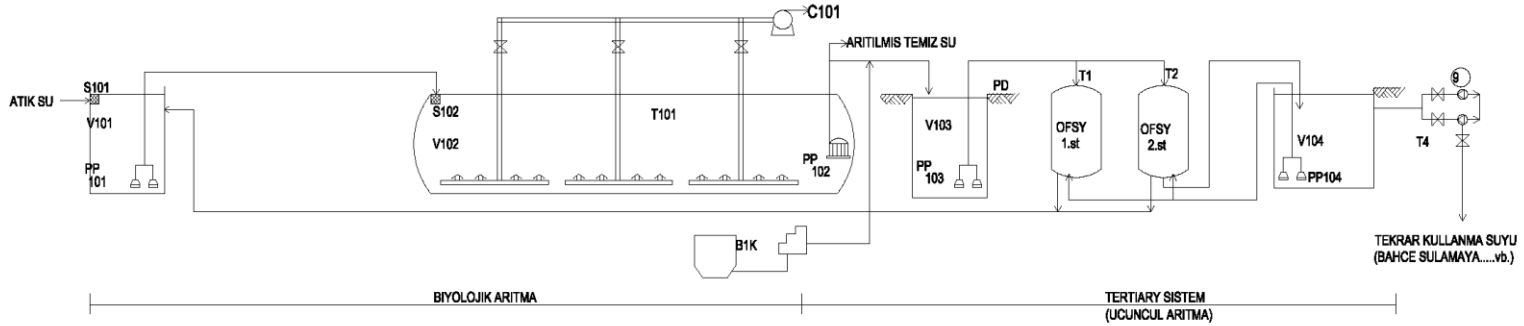 C101
ARITILMIS TEMIZ SU
S101
ATIK SU
V101
PP
101
S102
V102
T101
PP
102
PD
V103
PP
103
T1
T2
OFSY
1.st
OFSY
2.st
V104
PP104
9
T4
B1K
TEKRAR KULLANMA SUYU
(BAHCE SULAMAYA.....vb.)
BIYOLOJIK ARITMA
TERTIARY SISTEM
(UCUNCUL ARITMA)